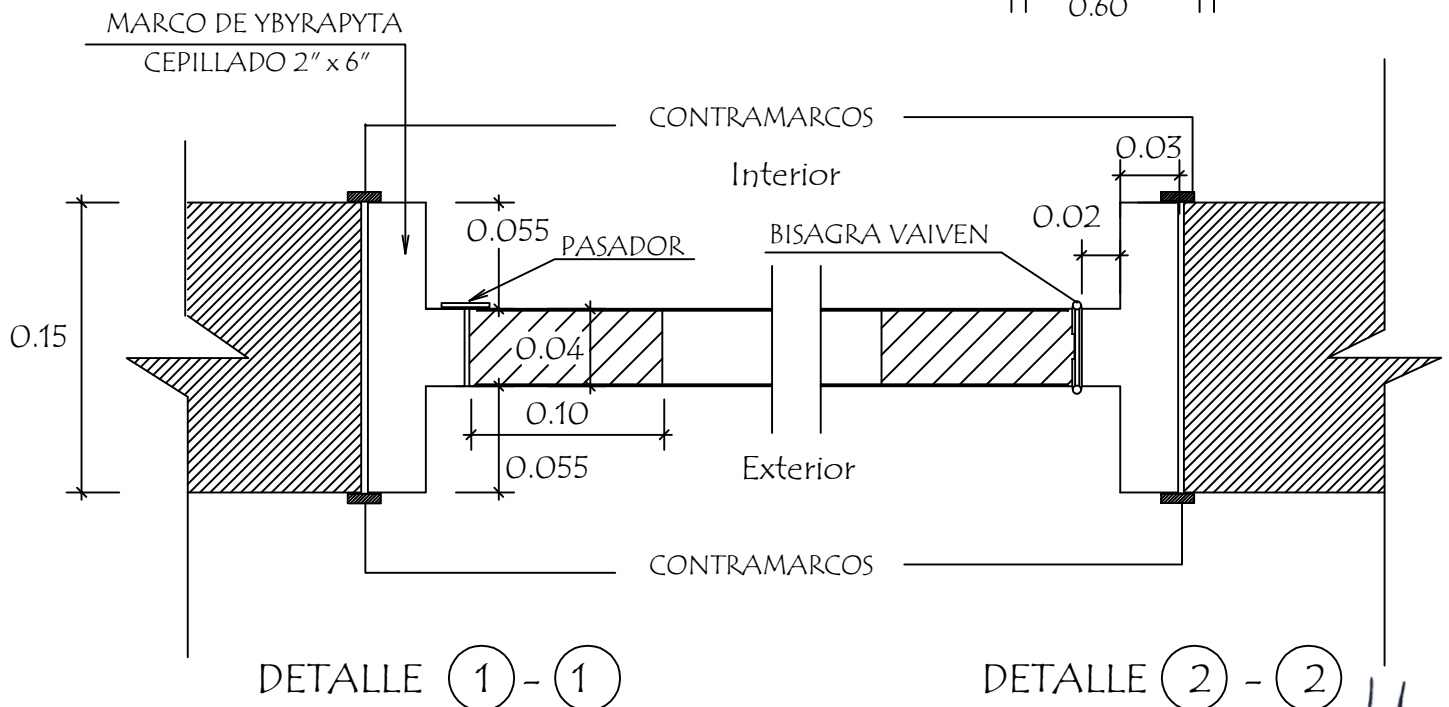 0.60
MARCO DE YBYRAPYTA
CEPILLADO 2" x 6"
CONTRAMARCOS
0.03
Interior
0.02
0.055
PASADOR
BISAGRA VAIVEN
0.15
0.04
0.10
0.055
Exterior
CONTRAMARCOS
DETALLE 1 - 1
DETALLE 2 - 2